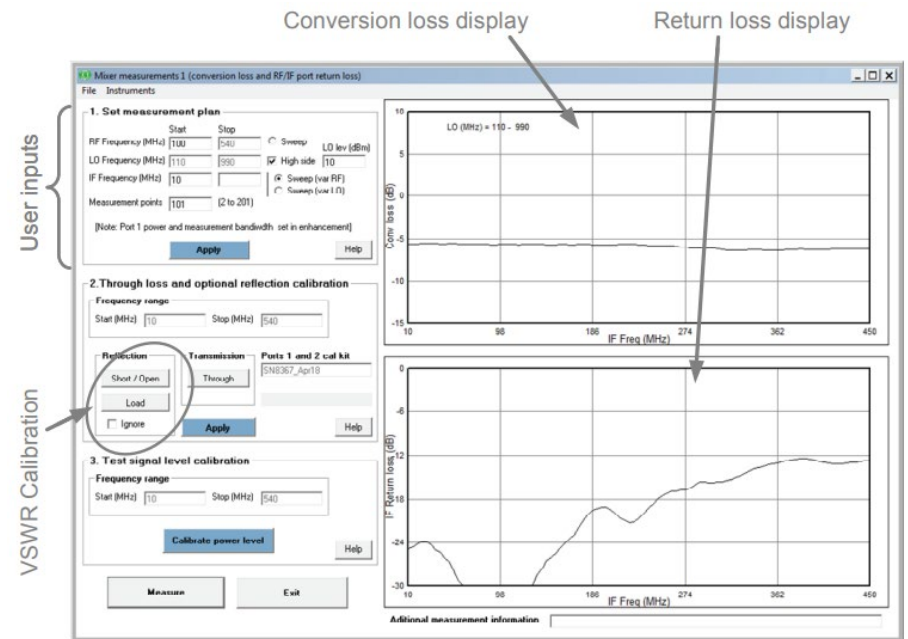 Conversion loss display
Return loss display
Mixer measurements 1 (conversion loss and RF/IF port return loss)
File Instruments
User inputs
1. Set measurement plan
Start Stop
RF Frequency (MHz) 100 540 Sweep LO lev (dBm)
LO Frequency (MHz) 110 990 High side 10
IF Frequency (MHz) 10 Sweep (var RF)
Sweep (var LO)
Measurement points 101 (2 to 201)
[Note: Port 1 power and measurement bandiwdth set in enhancement]
Apply Help
2.Through loss and optional reflection calibration
Frequency range
Start (MHz) 10 Stop (MHz) 540
Reflection Transmission Ports 1 and 2 cal kit
Short / Open Through SN8367_Apr18
Load
Ignore Apply Help
VSWR Calibration
3. Test signal level calibration
Frequency range
Start (MHz) 10 Stop (MHz) 540
Calibrate power level Help
Measure Exit
LO (MHz) = 110 - 990
Conv loss (dB)
10
5
0
-5
-10
-15
10 98 186 274 362 450
IF Freq (MHz)
IF Return loss (dB)
0
-6
-12
-18
-24
-30
10 98 186 274 362 450
IF Freq (MHz)
Aditional measurement information